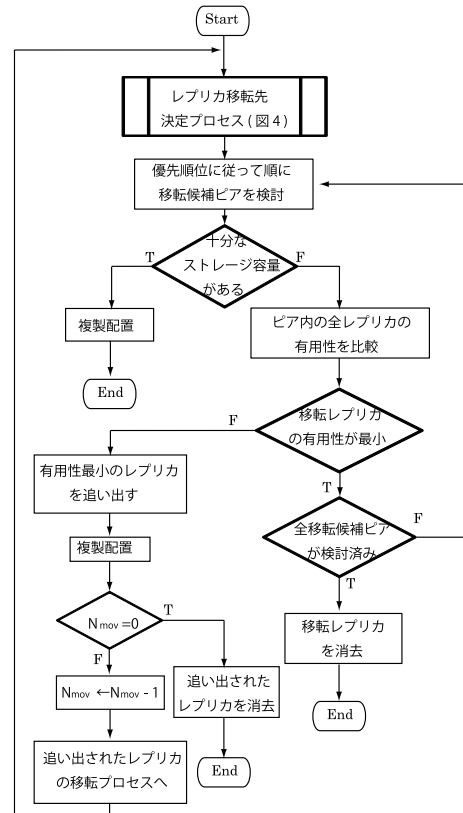 Start
レプリカ移転先
決定プロセス(図4)
優先順位に従って順に
移転候補ピアを検討
十分な
ストレージ容量
がある
T
F
複製配置
End
ピア内の全レプリカの
有用性を比較
移転レプリカ
の有用性が最小
F
T
有用性最小のレプリカ
を追い出す
複製配置
全移転候補ピア
が検討済み
F
T
移転レプリカ
を消去
End
Nmov=0
T
F
Nmov ←Nmov - 1
追い出された
レプリカを消去
End
追い出されたレプリカ
の移転プロセスへ